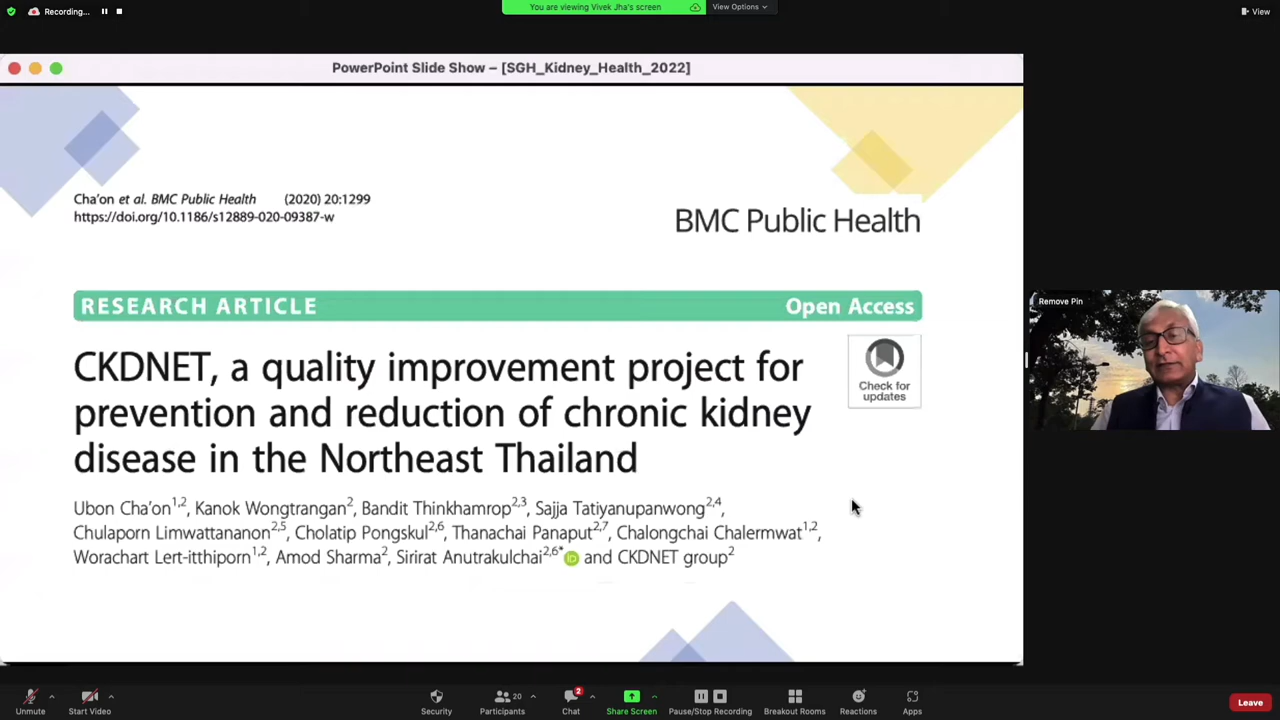 Recording...
You are viewing Vivek Jha's screen
View Options
View
PowerPoint Slide Show – [SGH_Kidney_Health_2022]
Cha'on et al. BMC Public Health (2020) 20:1299
https://doi.org/10.1186/s12889-020-09387-w
BMC Public Health
RESEARCH ARTICLE Open Access
CKDNET, a quality improvement project for
prevention and reduction of chronic kidney
disease in the Northeast Thailand
Check for
updates
Ubon Cha'on1,2, Kanok Wongtrangan2, Bandit Thinkhamrop2,3, Sajja Tatiyanupanwong2,4,
Chulaporn Limwattananon2,5, Cholatip Pongskul2,6, Thanachai Panaput2,7, Chalongchai Chalermwat1,2,
Worachart Lert-itthiporn1,2, Amod Sharma2, Sirirat Anutrakulchai2,6* iD and CKDNET group2
Remove Pin
Unmute
Start Video
Security
20
Participants
2
Chat
Share Screen
Pause/Stop Recording
Breakout Rooms
Reactions
Apps
Leave